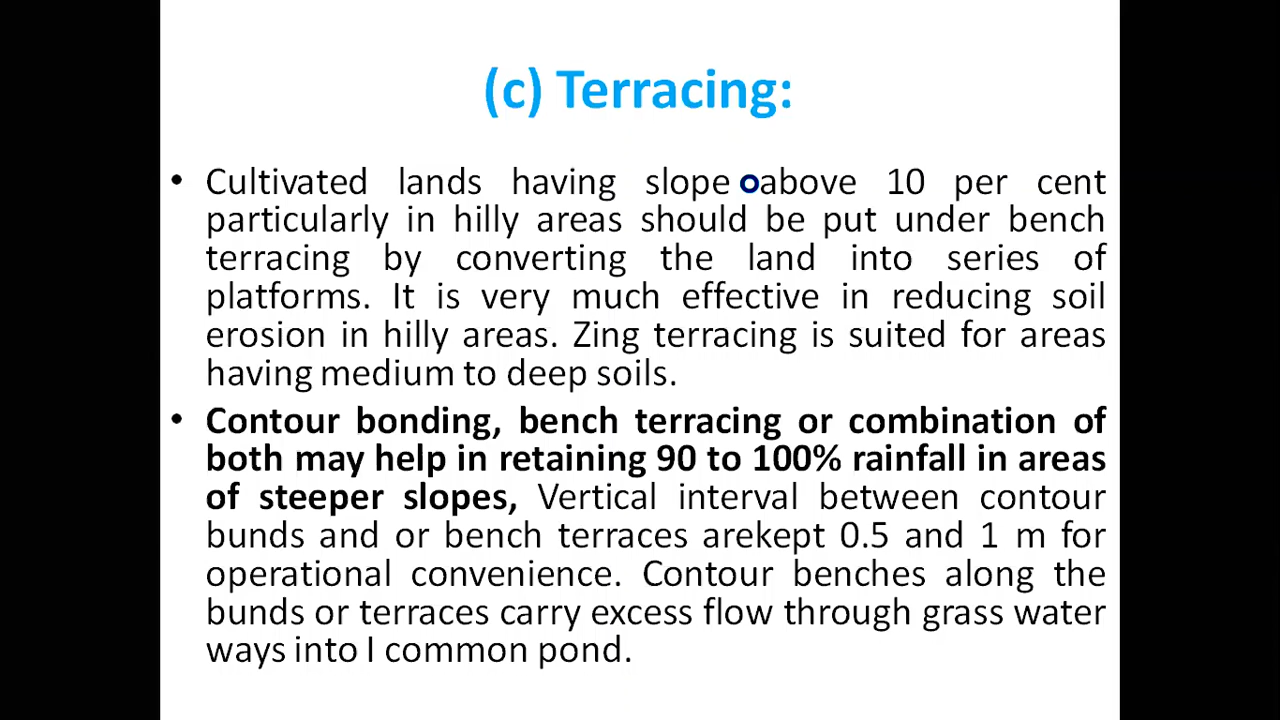 (c) Terracing:
• Cultivated lands having slope above 10 per cent
particularly in hilly areas should be put under bench
terracing by converting the land into series of
platforms. It is very much effective in reducing soil
erosion in hilly areas. Zing terracing is suited for areas
having medium to deep soils.
• Contour bonding, bench terracing or combination of
both may help in retaining 90 to 100% rainfall in areas
of steeper slopes, Vertical interval between contour
bunds and or bench terraces arekept 0.5 and 1 m for
operational convenience. Contour benches along the
bunds or terraces carry excess flow through grass water
ways into I common pond.